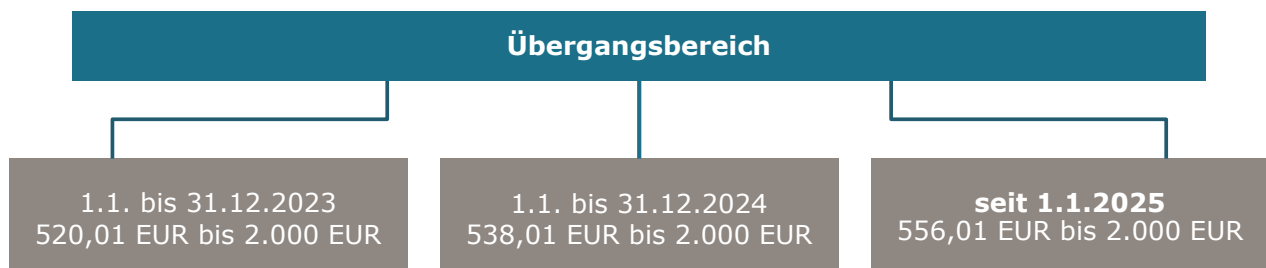 Übergangsbereich
1.1. bis 31.12.2023
520,01 EUR bis 2.000 EUR
1.1. bis 31.12.2024
538,01 EUR bis 2.000 EUR
seit 1.1.2025
556,01 EUR bis 2.000 EUR